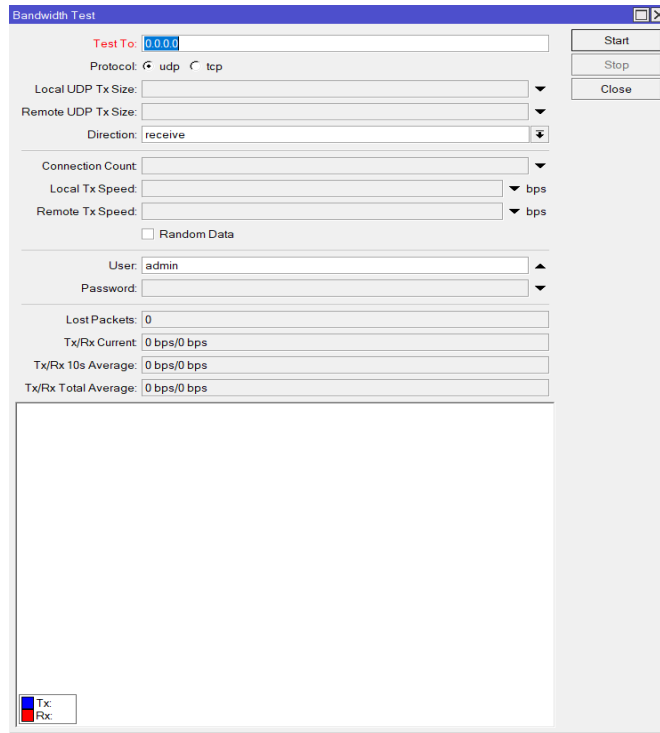 Bandwidth Test
Test To: 0.0.0.0
Start
Protocol: udp tcp
Stop
Local UDP Tx Size:
Close
Remote UDP Tx Size:
Direction: receive
Connection Count:
Local Tx Speed: bps
Remote Tx Speed: bps
Random Data
User: admin
Password:
Lost Packets: 0
Tx/Rx Current: 0 bps/0 bps
Tx/Rx 10s Average: 0 bps/0 bps
Tx/Rx Total Average: 0 bps/0 bps
Tx:
Rx: